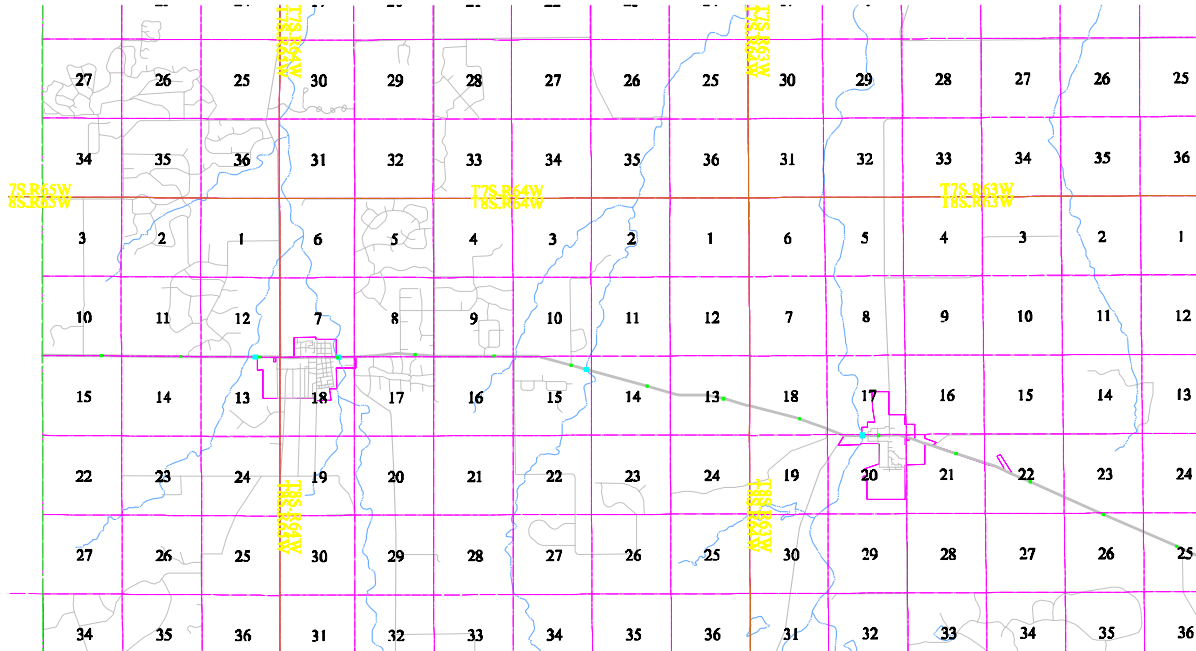 27 26 25 30 29 28 27 26 25 30 29 28 27 26 25
34 35 36 31 32 33 34 35 36 31 32 33 34 35 36
7S.R65W T7S.R64W T7S.R63W
8S.R65W T8S.R64W T8S.R63W
3 2 1 6 5 4 3 2 1 6 5 4 3 2 1
10 11 12 7 8 9 10 11 12 7 8 9 10 11 12
15 14 13 18 17 16 15 14 13 18 17 16 15 14 13
22 23 24 19 20 21 22 23 24 19 20 21 22 23 24
27 26 25 30 29 28 27 26 25 30 29 28 27 26 25
34 35 36 31 32 33 34 35 36 31 32 33 34 35 36